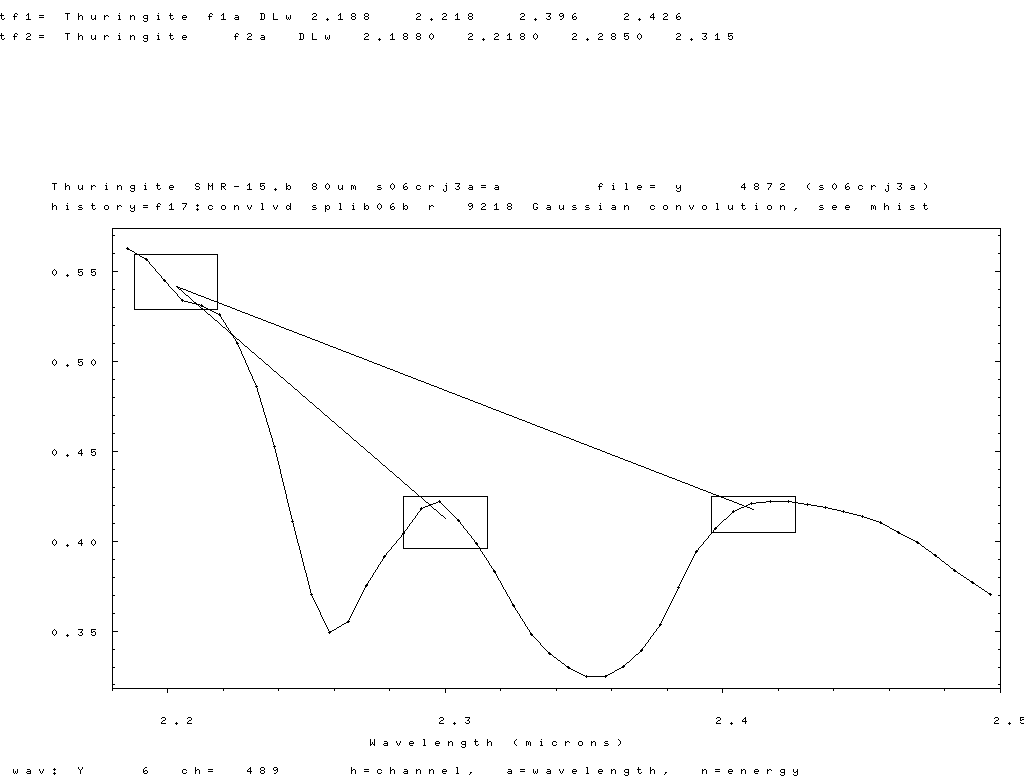 tf1= Thuringite f1a DLw 2.188 2.218 2.396 2.426
tf2= Thuringite f2a DLw 2.1880 2.2180 2.2850 2.315
Thuringite SMR-15.b 80um s06crj3a=a file= y 4872 (s06crj3a)
history=f17:convlvd splib06b r 9218 Gaussian convolution, see mhist
0.55
0.50
0.45
0.40
0.35
2.2 2.3 2.4 2.5
Wavelength (microns)
wav: Y 6 ch= 489 h=channel, a=wavelength, n=energy